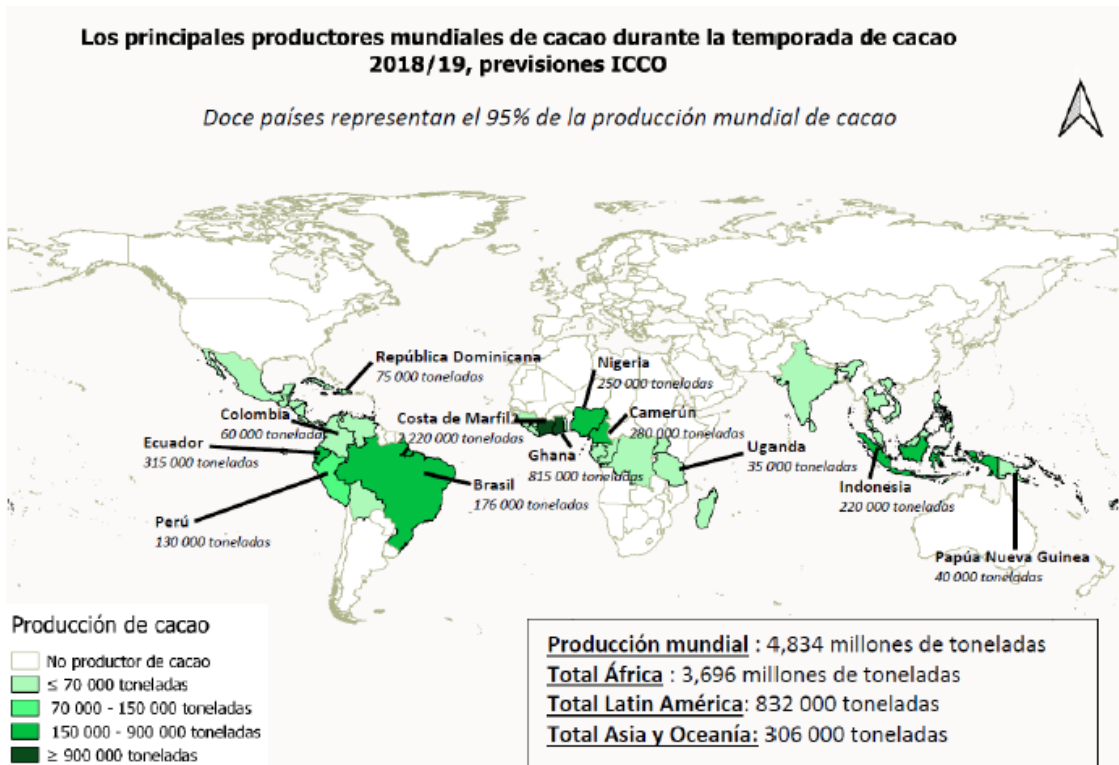 Los principales productores mundiales de cacao durante la temporada de cacao
2018/19, previsiones ICCO
Doce países representan el 95% de la producción mundial de cacao
República Dominicana
75 000 toneladas
Nigeria
250 000 toneladas
Colombia
60 000 toneladas
Costa de Marfil
2 220 000 toneladas
Camerún
280 000 toneladas
Ecuador
315 000 toneladas
Ghana
815 000 toneladas
Uganda
35 000 toneladas
Brasil
176 000 toneladas
Indonesia
220 000 toneladas
Perú
130 000 toneladas
Papúa Nueva Guinea
40 000 toneladas
Producción de cacao
No productor de cacao
≤ 70 000 toneladas
70 000 - 150 000 toneladas
150 000 - 900 000 toneladas
≥ 900 000 toneladas
Producción mundial : 4,834 millones de toneladas
Total África : 3,696 millones de toneladas
Total Latin América: 832 000 toneladas
Total Asia y Oceanía: 306 000 toneladas